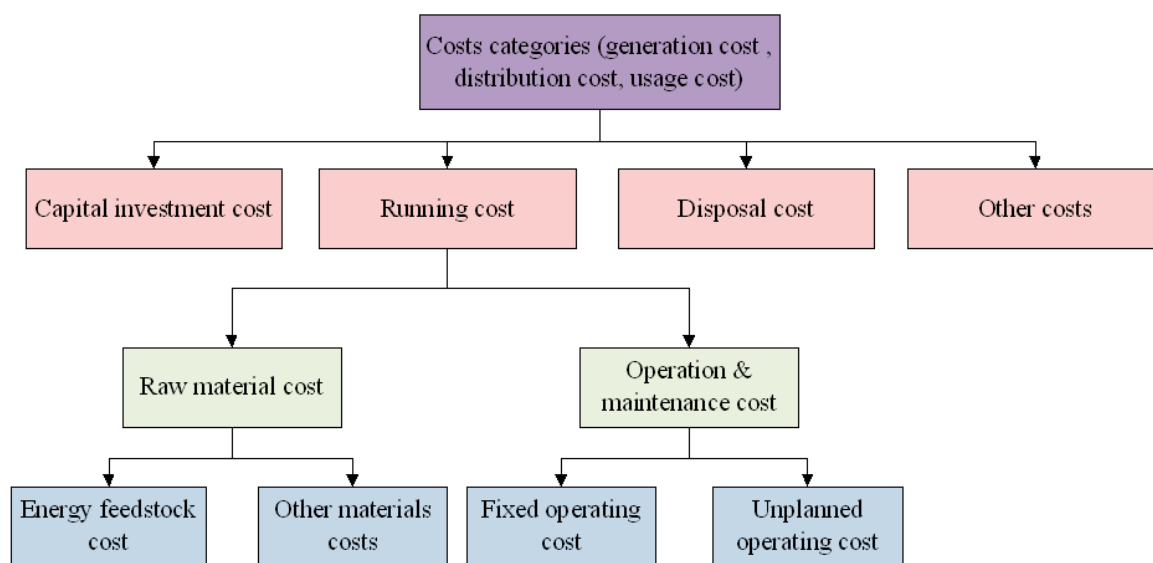 Costs categories (generation cost ,
distribution cost, usage cost)
Capital investment cost
Running cost
Disposal cost
Other costs
Raw material cost
Operation &
maintenance cost
Energy feedstock
cost
Other materials
costs
Fixed operating
cost
Unplanned
operating cost